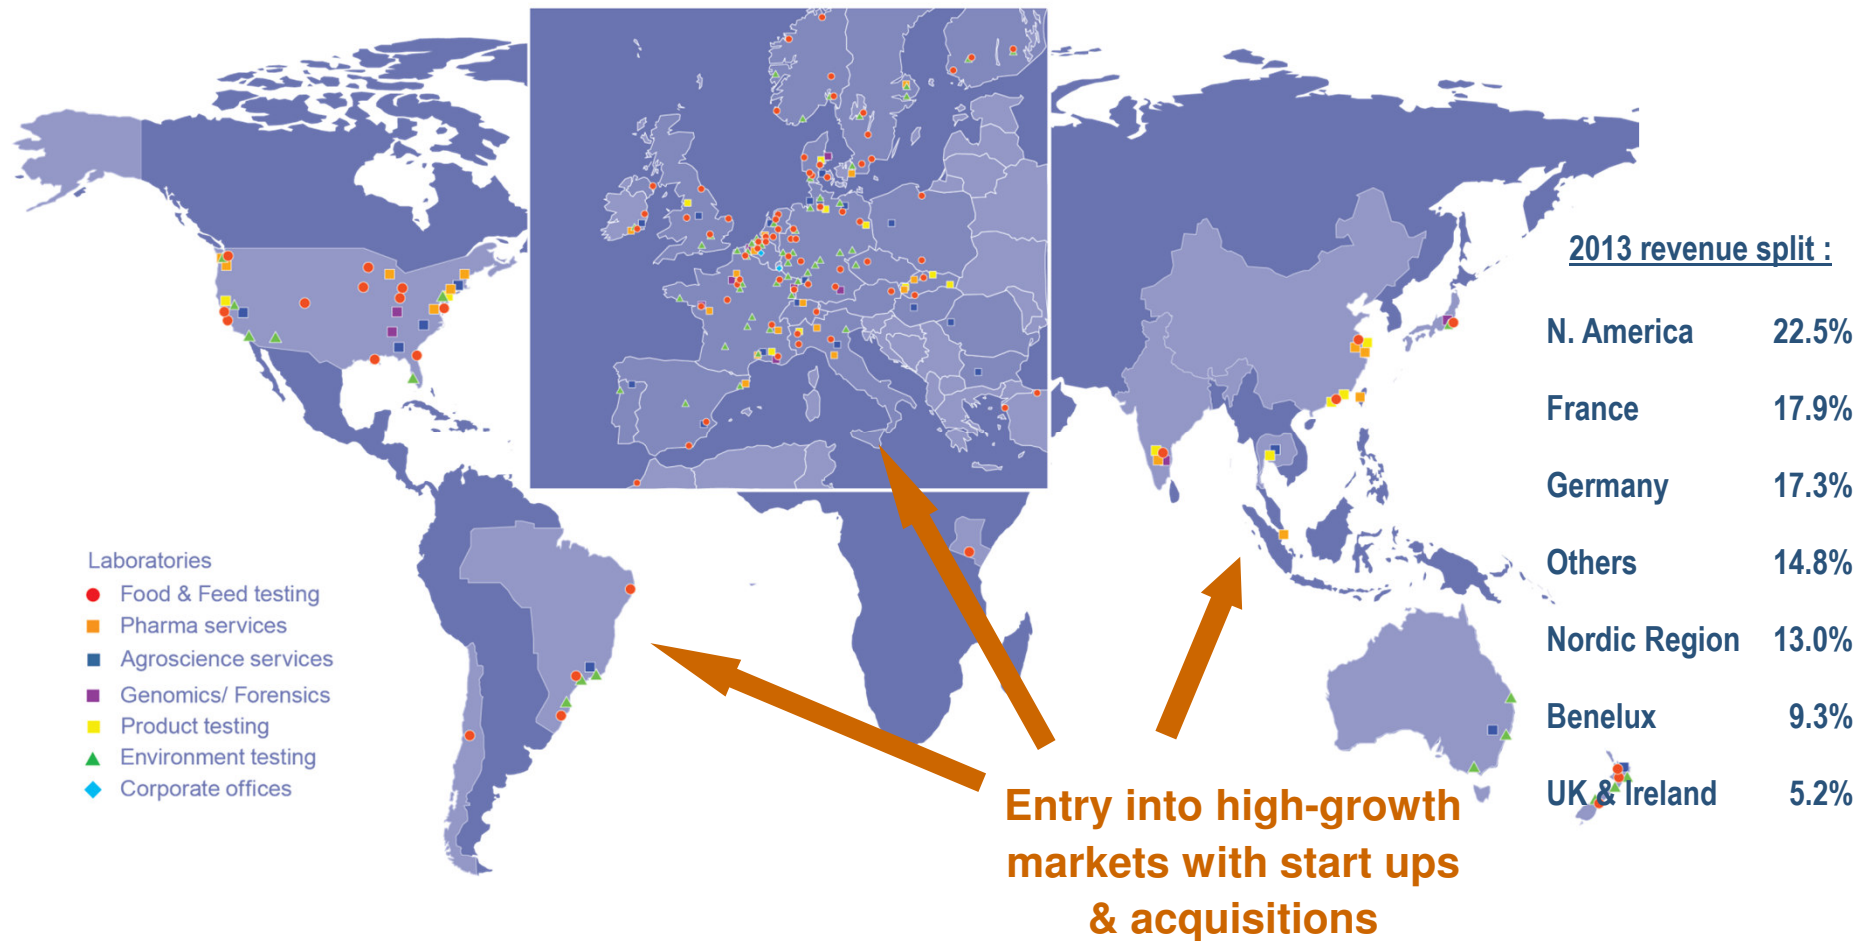 2013 revenue split :
N. America 22.5%
France 17.9%
Germany 17.3%
Others 14.8%
Nordic Region 13.0%
Benelux 9.3%
UK & Ireland 5.2%
Laboratories
Food & Feed testing
Pharma services
Agroscience services
Genomics/ Forensics
Product testing
Environment testing
Corporate offices
Entry into high-growth
markets with start ups
& acquisitions